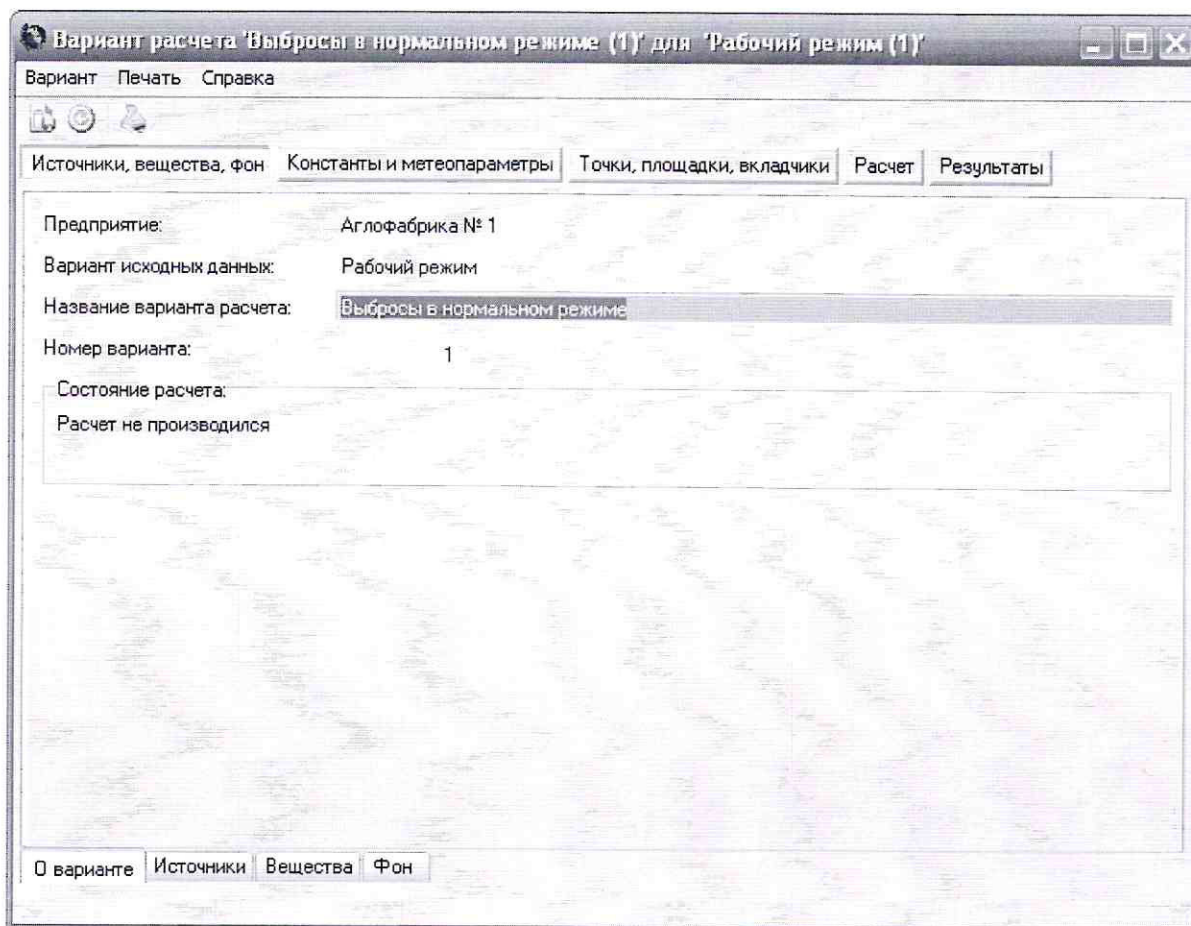 Вариант расчета 'Выбросы в нормальном режиме (1)' для 'Рабочий режим (1)'
Вариант Печать Справка
Источники, вещества, фон Константы и метеопараметры Точки, площадки, вкладчики Расчет Результаты
Предприятие: Аглофабрика № 1
Вариант исходных данных: Рабочий режим
Название варианта расчета: Выбросы в нормальном режиме
Номер варианта: 1
Состояние расчета:
Расчет не производился
О варианте Источники Вещества Фон